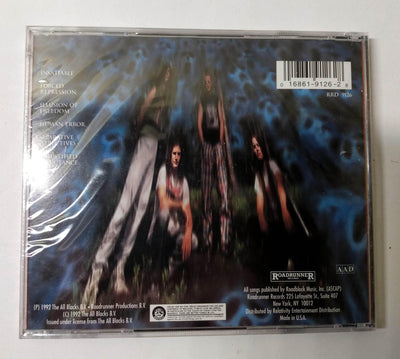 INSATIABLE
FORCED
REPRESSION
ILLUSION OF
FREEDOM
HUMAN ERROR
0 16861-9126-2 8
RRD 9126
ROADRUNNER
AAD
(P) 1992 The All Blacks B.V. • Roadrunner Productions B.V.
(C) 1992 The All Blacks B.V.
Issued under license from The All Blacks B.V.
All songs published by Roadblock Music, Inc. (ASCAP)
Roadrunner Records 225 Lafayette St., Suite 407
New York, NY 10012
Distributed by Relativity Entertainment Distribution
Made in U.S.A.